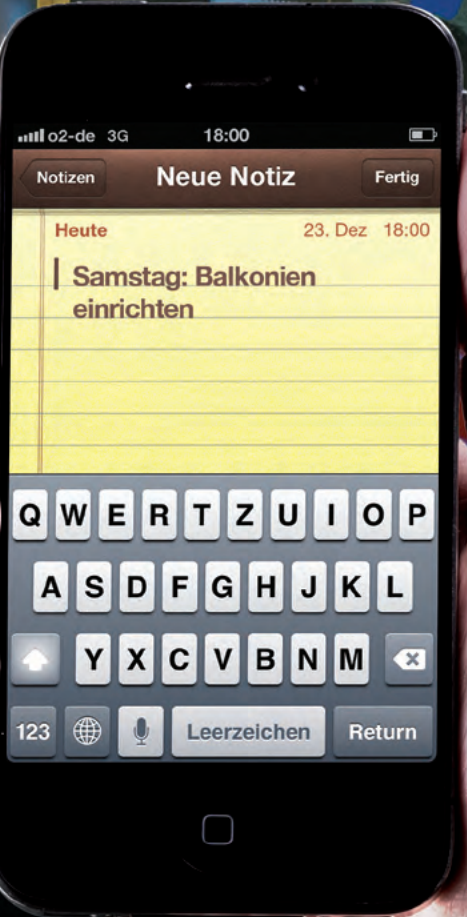 o2-de 3G 18:00
Notizen Neue Notiz Fertig
Heute 23. Dez 18:00
Samstag: Balkonien
einrichten
Q W E R T Z U I O P
A S D F G H J K L
Y X C V B N M
123 Leerzeichen Return